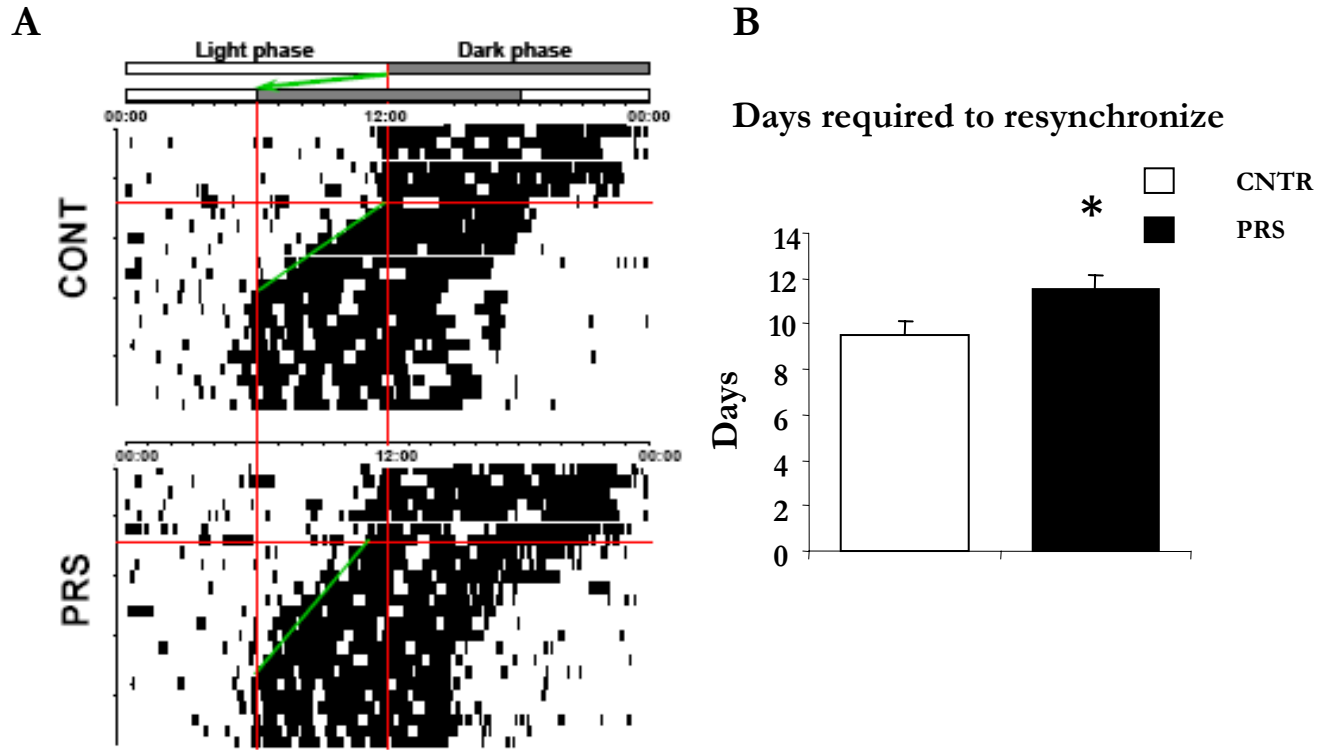 A
Light phase Dark phase
00:00 12:00 00:00
CONT
00:00 12:00 00:00
PRS
B
Days required to resynchronize
CNTR
PRS
*
Days
14
12
10
8
6
4
2
0